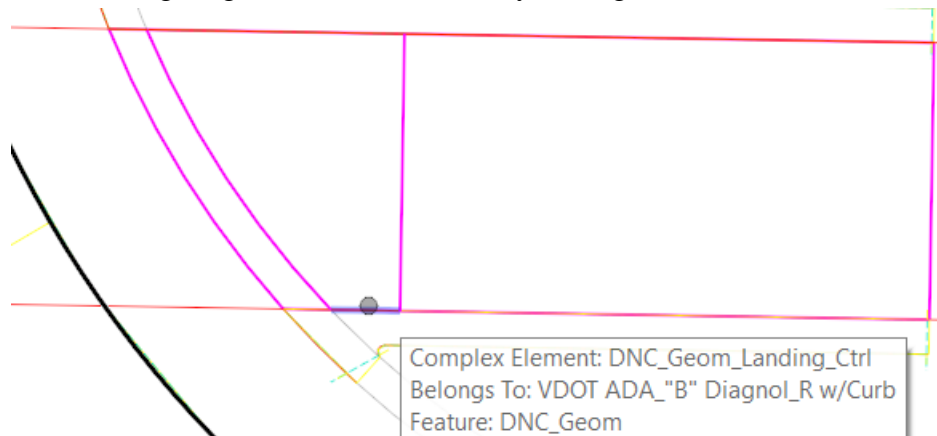 Complex Element: DNC_Geom_Landing_Ctrl
Belongs To: VDOT ADA_"B" Diagnol_R w/Curb
Feature: DNC_Geom